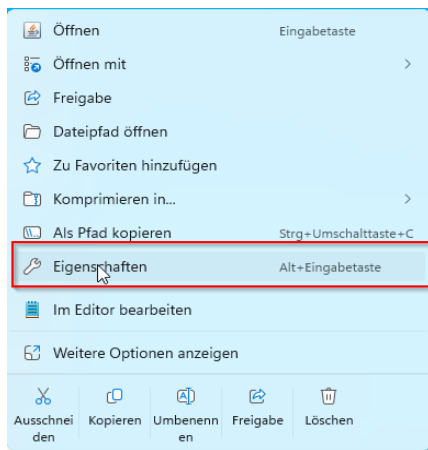 Öffnen Eingabetaste
Öffnen mit
Freigabe
Dateipfad öffnen
Zu Favoriten hinzufügen
Komprimieren in...
Als Pfad kopieren Strg+Umschalttaste+C
Eigenschaften Alt+Eingabetaste
Im Editor bearbeiten
Weitere Optionen anzeigen
Ausschnei Kopieren Umbenenn Freigabe Löschen
den en